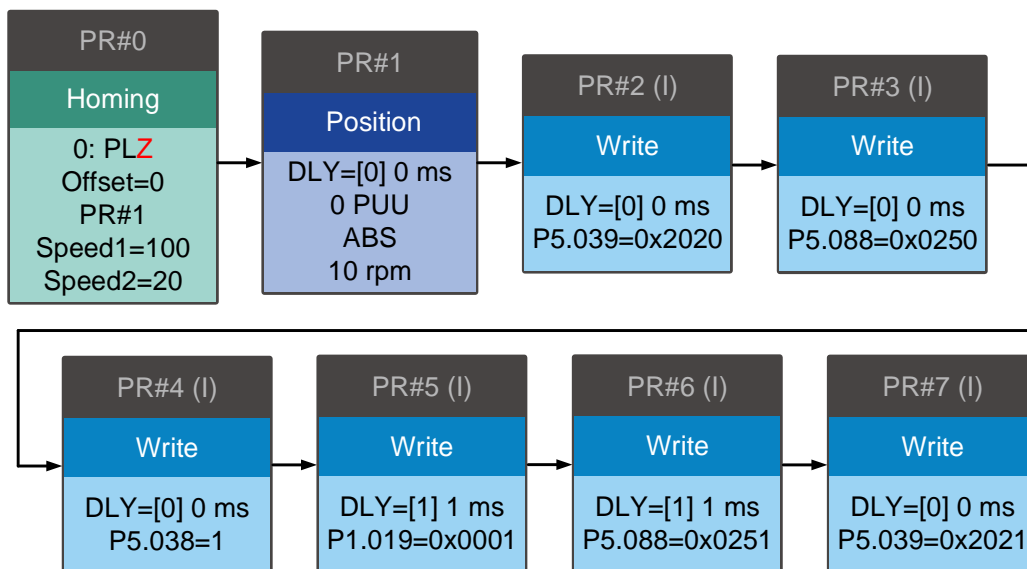 PR#0
Homing
0: PLZ
Offset=0
PR#1
Speed1=100
Speed2=20
PR#1
Position
DLY=[0] 0 ms
0 PUU
ABS
10 rpm
PR#2 (I)
Write
DLY=[0] 0 ms
P5.039=0x2020
PR#3 (I)
Write
DLY=[0] 0 ms
P5.088=0x0250
PR#4 (I)
Write
DLY=[0] 0 ms
P5.038=1
PR#5 (I)
Write
DLY=[1] 1 ms
P1.019=0x0001
PR#6 (I)
Write
DLY=[1] 1 ms
P5.088=0x0251
PR#7 (I)
Write
DLY=[0] 0 ms
P5.039=0x2021